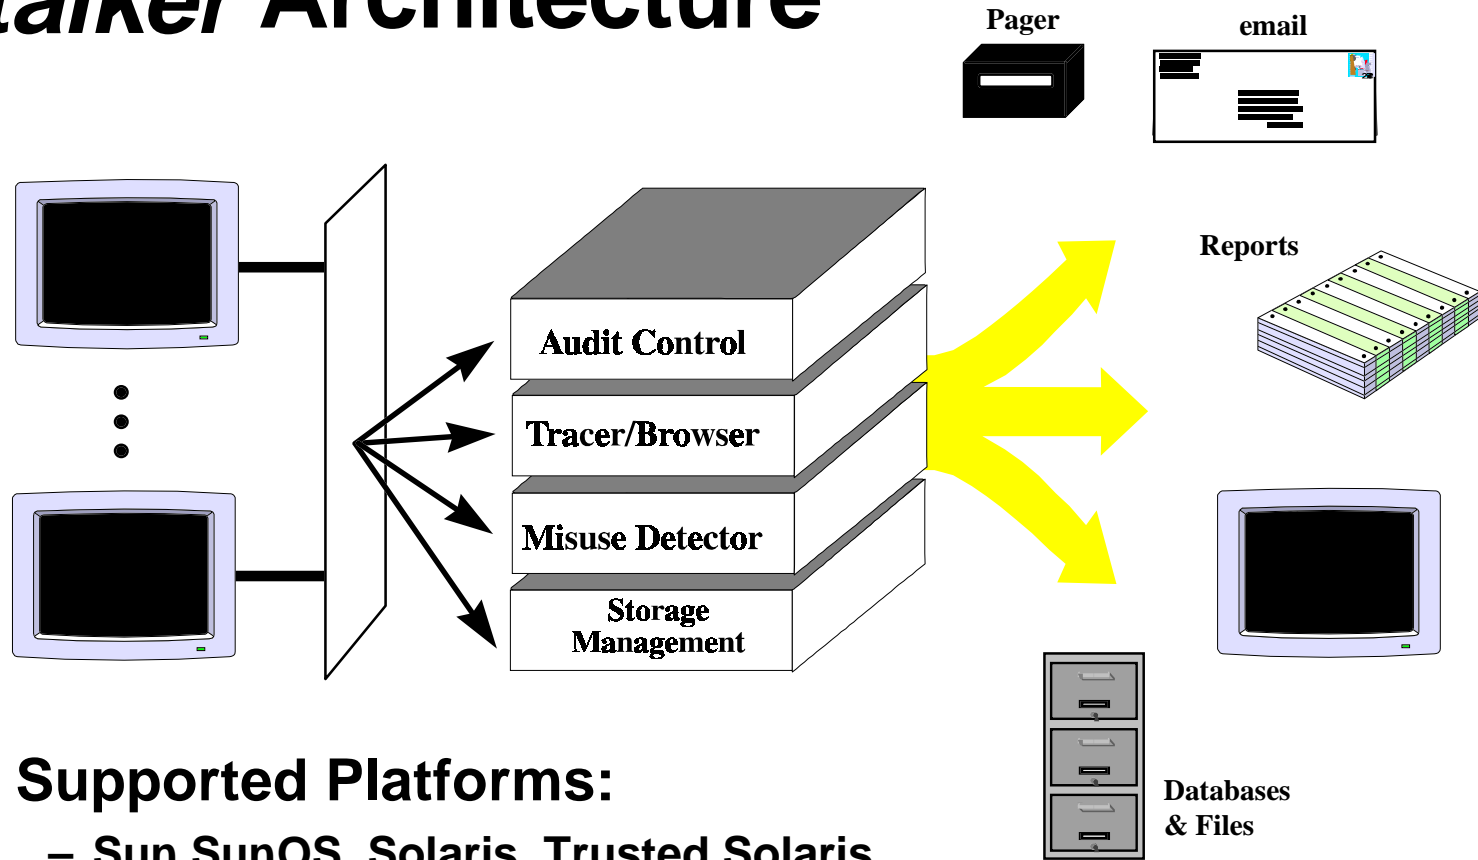 Architecture
Pager
email
Reports
Audit Control
Tracer/Browser
Misuse Detector
Storage
Management
Supported Platforms:
– Sun SunOS, Solaris, Trusted Solaris
Databases
& Files